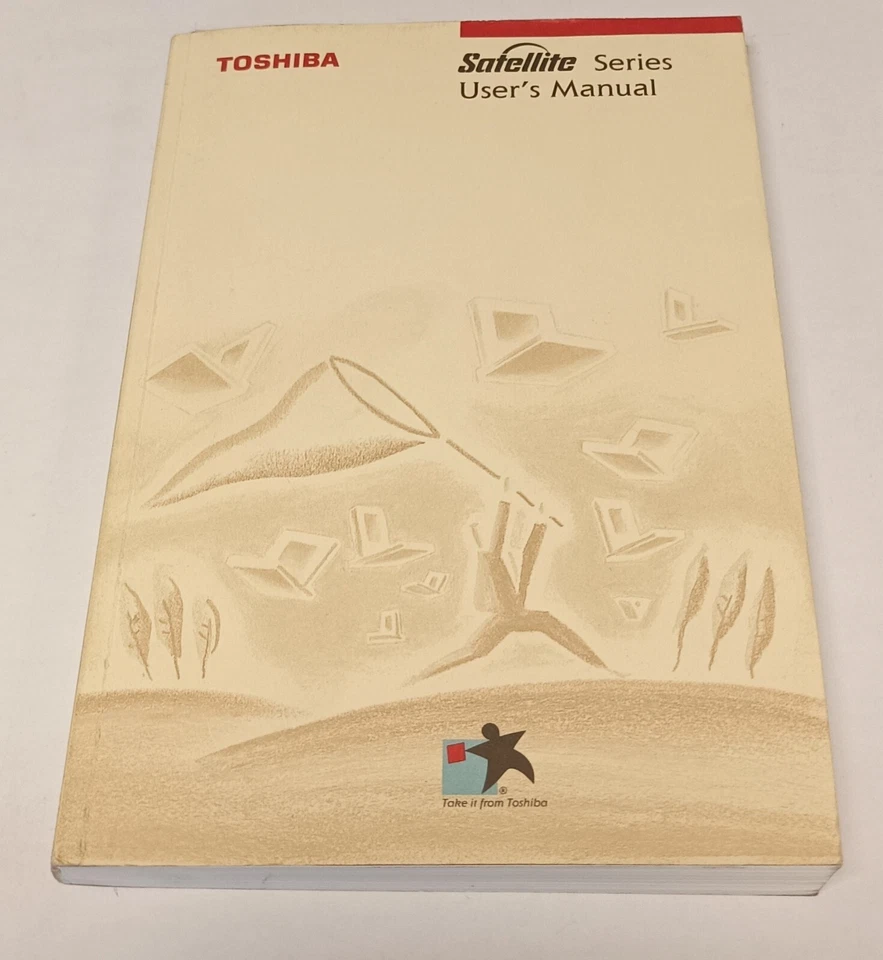 TOSHIBA
Satellite Series
User's Manual
®
Take it from Toshiba